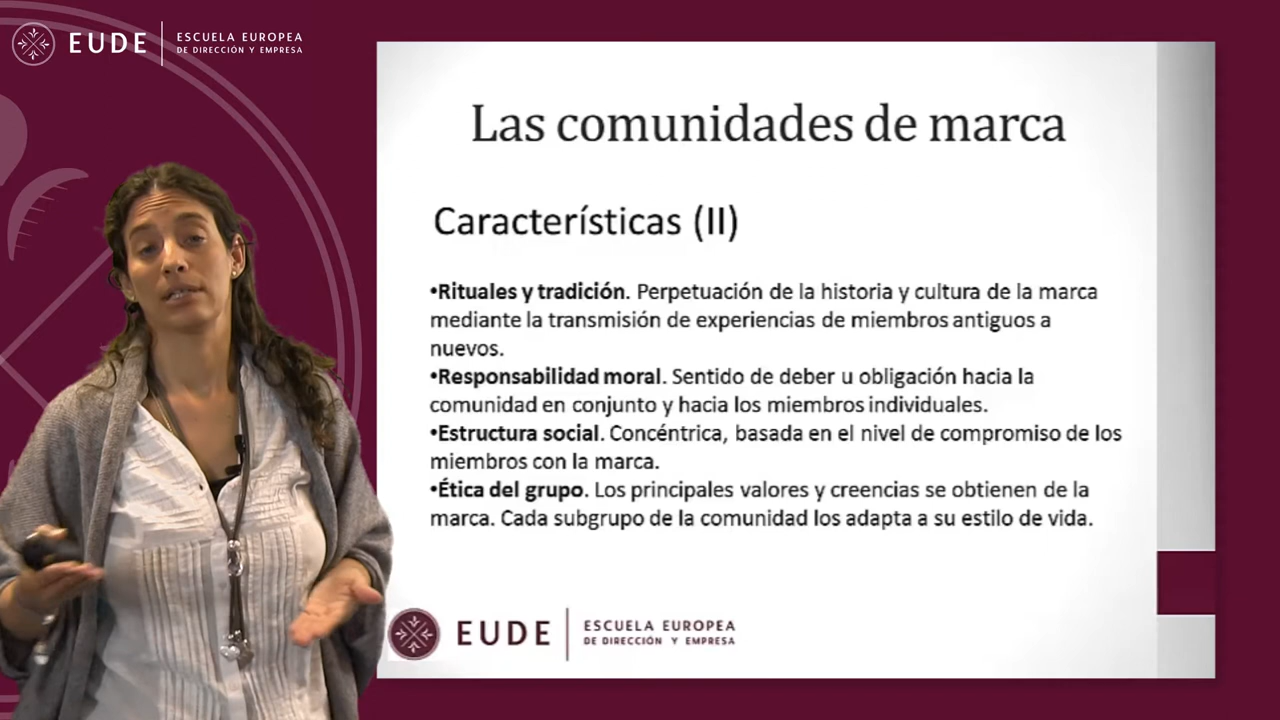 EUDE
ESCUELA EUROPEA
DE DIRECCIÓN Y EMPRESA
Las comunidades de marca
Características (II)
•Rituales y tradición. Perpetuación de la historia y cultura de la marca
mediante la transmisión de experiencias de miembros antiguos a
nuevos.
•Responsabilidad moral. Sentido de deber u obligación hacia la
comunidad en conjunto y hacia los miembros individuales.
•Estructura social. Concéntrica, basada en el nivel de compromiso de los
miembros con la marca.
•Ética del grupo. Los principales valores y creencias se obtienen de la
marca. Cada subgrupo de la comunidad los adapta a su estilo de vida.
EUDE
ESCUELA EUROPEA
DE DIRECCIÓN Y EMPRESA